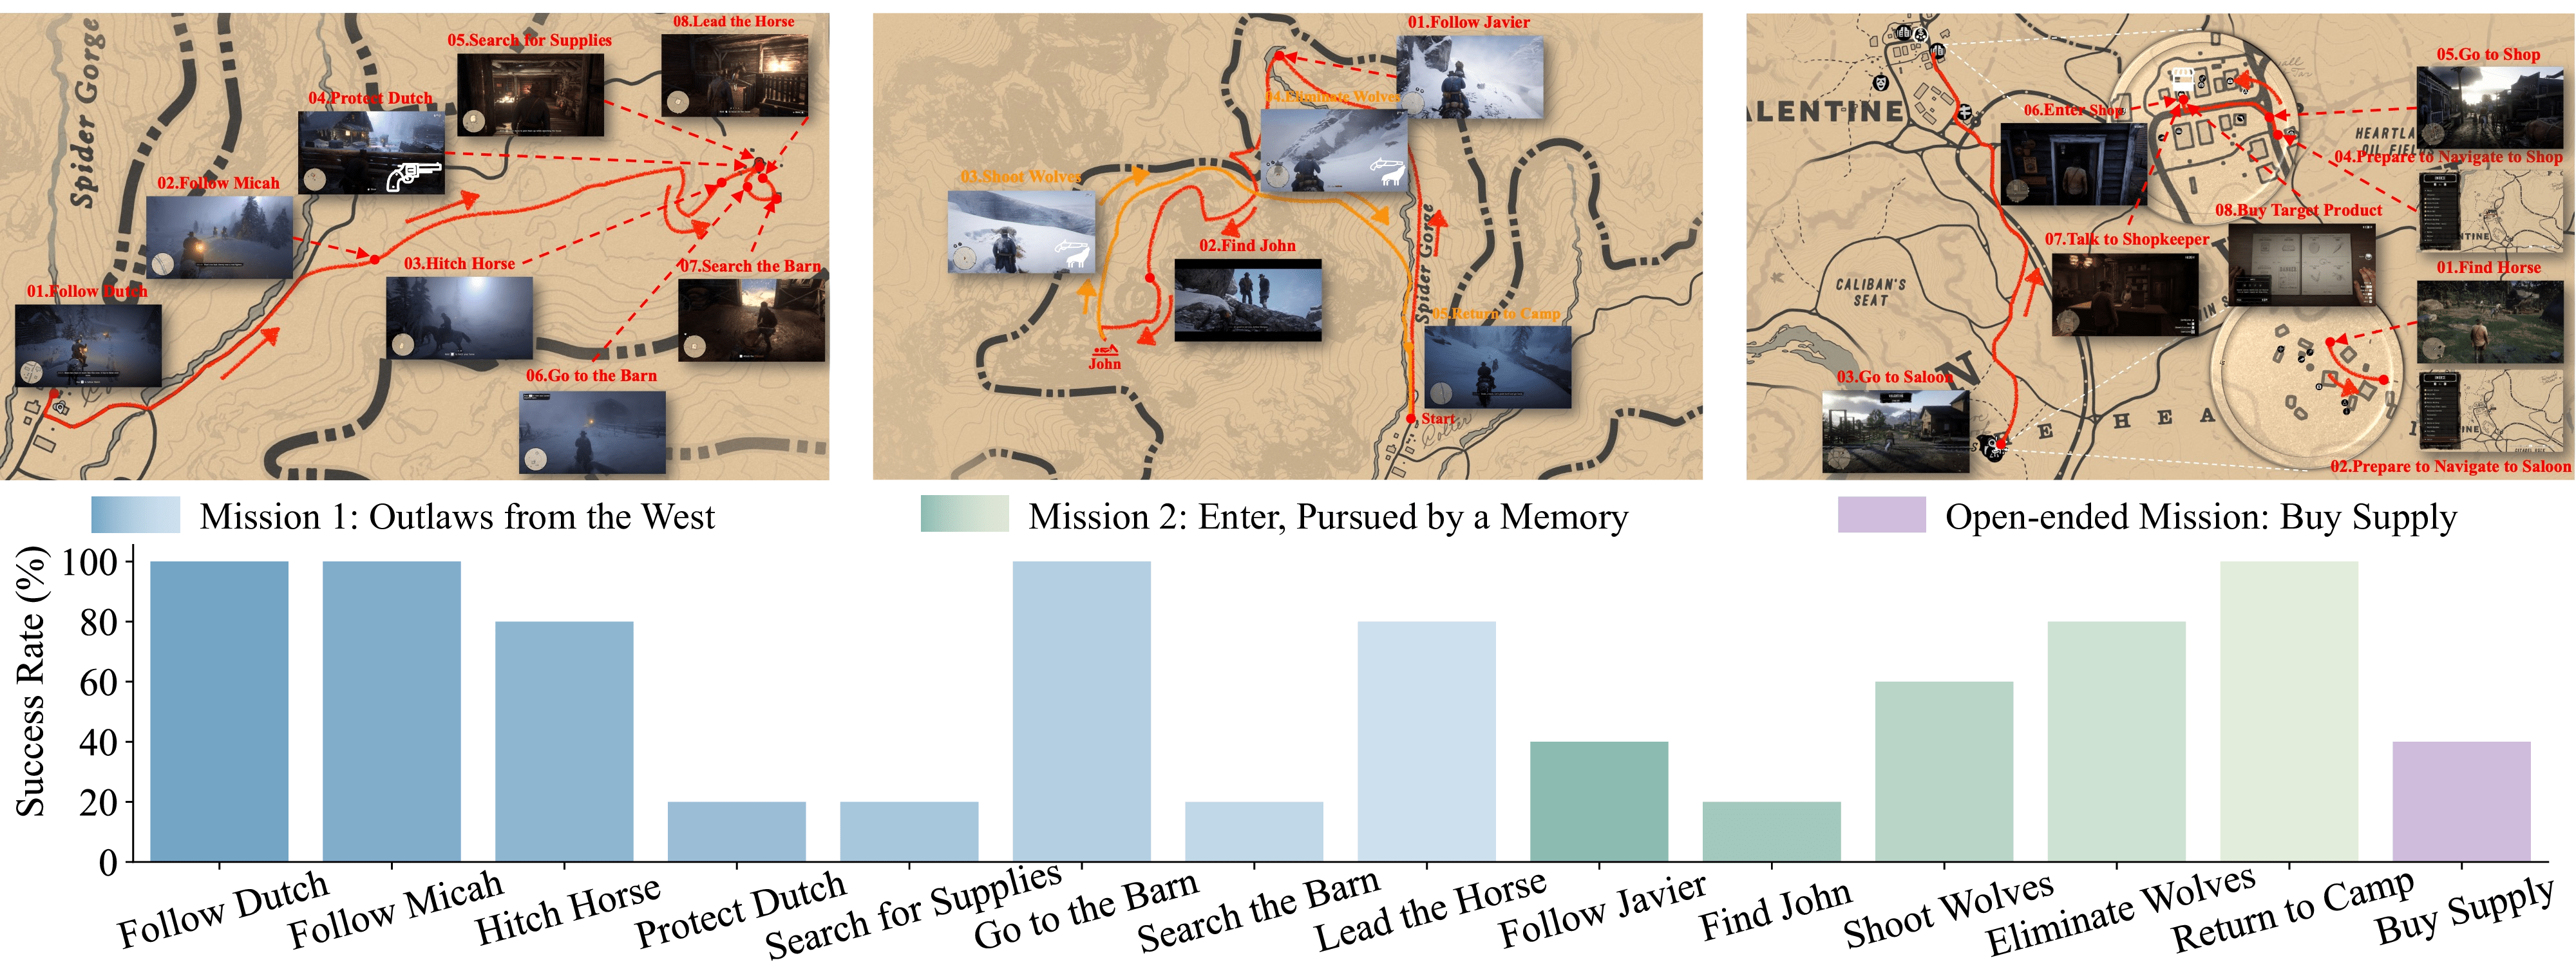 Spider Gorge
01.Follow Dutch
02.Follow Micah
03.Hitch Horse
04.Protect Dutch
05.Search for Supplies
06.Go to the Barn
07.Search the Barn
08.Lead the Horse
01.Follow Javier
02.Find John
03.Shoot Wolves
04.Eliminate Wolves
05.Return to Camp
John
Start
Spider Gorge
ALENTINE
CALIBAN'S
SEAT
HEARTLA
OIL FIELD
N
E H E A
01.Find Horse
02.Prepare to Navigate to Saloon
03.Go to Saloon
04.Prepare to Navigate to Shop
05.Go to Shop
06.Enter Shop
07.Talk to Shopkeeper
08.Buy Target Product
Mission 1: Outlaws from the West
Mission 2: Enter, Pursued by a Memory
Open-ended Mission: Buy Supply
Success Rate (%)
100
80
60
40
20
0
Follow Dutch
Follow Micah
Hitch Horse
Protect Dutch
Search for Supplies
Go to the Barn
Search the Barn
Lead the Horse
Follow Javier
Find John
Shoot Wolves
Eliminate Wolves
Return to Camp
Buy Supply